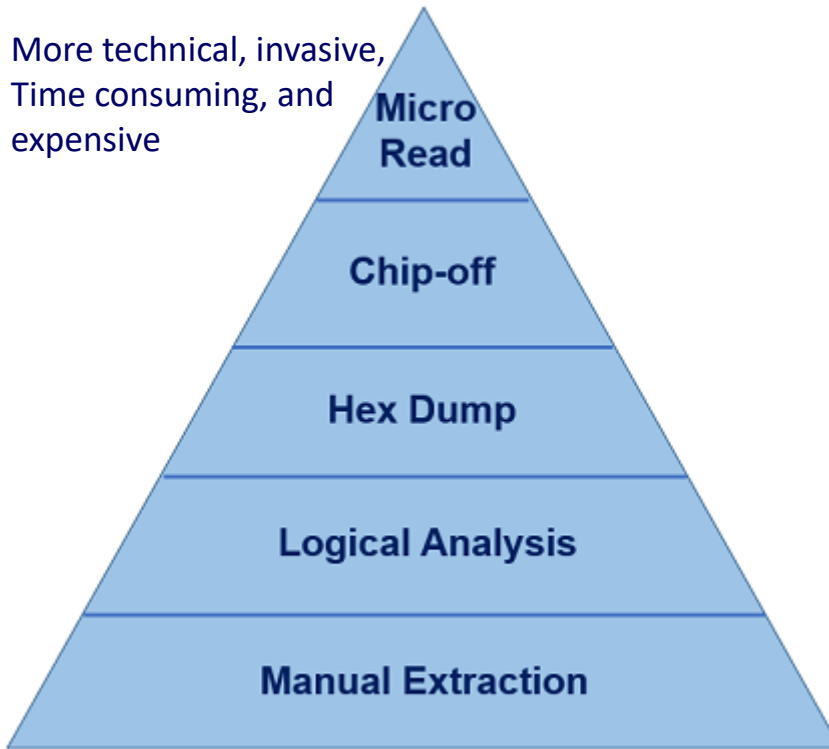 More technical, invasive,
Time consuming, and
expensive
Micro
Read
Chip-off
Hex Dump
Logical Analysis
Manual Extraction